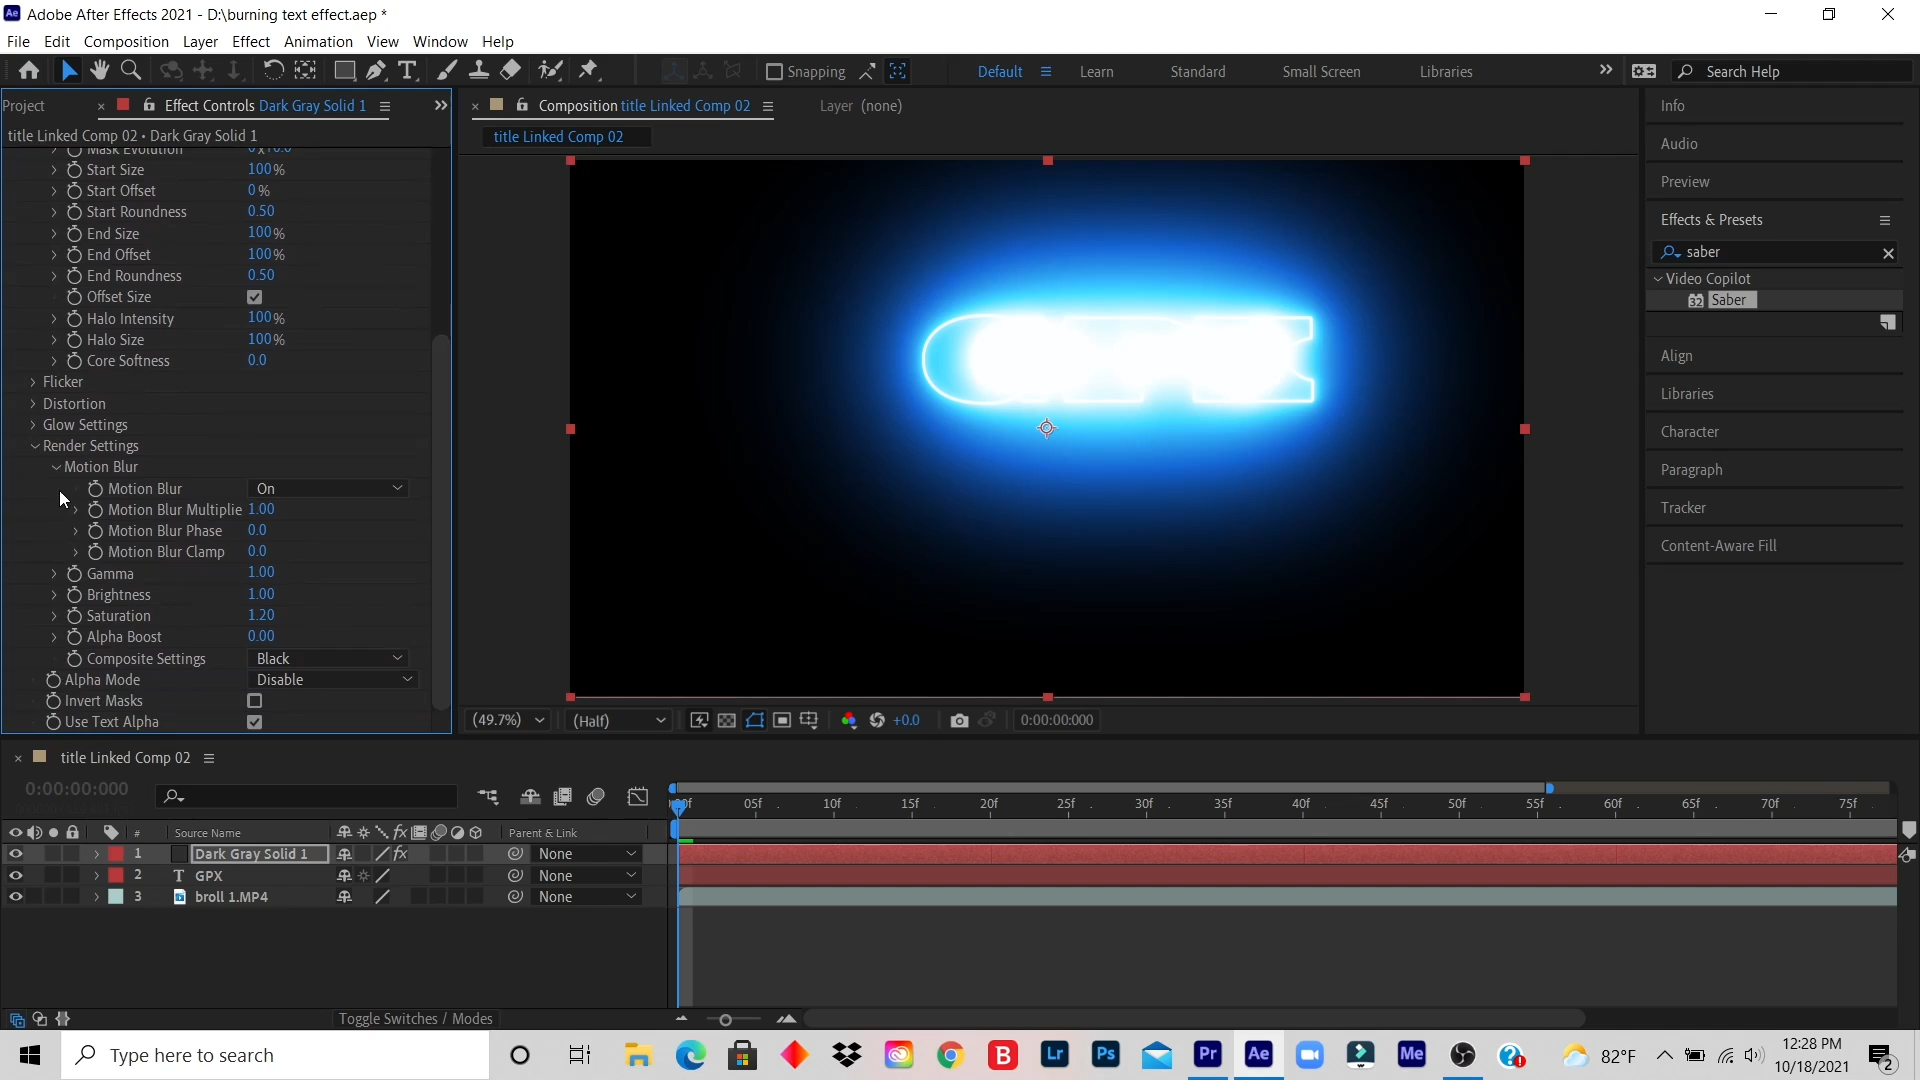 Adobe After Effects 2021 - D:\burning text effect.aep *
File Edit Composition Layer Effect Animation View Window Help
Snapping Default Learn Standard Small Screen Libraries Search Help
Project Effect Controls Dark Gray Solid 1
Composition title Linked Comp 02 Layer (none)
title Linked Comp 02 • Dark Gray Solid 1
title Linked Comp 02
Mask Evolution
Start Size 100%
Start Offset 0%
Start Roundness 0.50
End Size 100%
End Offset 100%
End Roundness 0.50
Offset Size
Halo Intensity 100%
Halo Size 100%
Core Softness 0.0
Flicker
Distortion
Glow Settings
Render Settings
Motion Blur
Motion Blur On
Motion Blur Multiplie 1.00
Motion Blur Phase 0.0
Motion Blur Clamp 0.0
Gamma 1.00
Brightness 1.00
Saturation 1.20
Alpha Boost 0.00
Composite Settings Black
Alpha Mode Disable
Invert Masks
Use Text Alpha
(49.7%) (Half) +0.0 0:00:00:000
Info
Audio
Preview
Effects & Presets
saber
Video Copilot
32 Saber
Align
Libraries
Character
Paragraph
Tracker
Content-Aware Fill
title Linked Comp 02
0:00:00:000
05f 10f 15f 20f 25f 30f 35f 40f 45f 50f 55f 60f 65f 70f 75f
# Source Name fx Parent & Link
1 Dark Gray Solid 1 fx None
2 T GPX None
3 broll 1.MP4 None
Toggle Switches / Modes
Type here to search
B Lr Ps Pr Ae Me
82°F
12:28 PM
10/18/2021
2